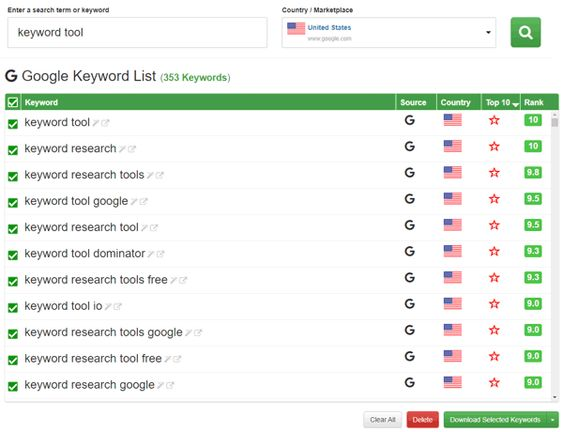 Enter a search term or keyword
Country / Marketplace
keyword tool
United States
www.google.com
G Google Keyword List (353 Keywords)
Keyword Source Country Top 10 Rank
keyword tool G 10
keyword research G 10
keyword research tools G 9.8
keyword tool google G 9.5
keyword research tool G 9.5
keyword tool dominator G 9.3
keyword research tools free G 9.3
keyword tool io G 9.0
keyword research tools google G 9.0
keyword research tool free G 9.0
keyword research google G 9.0
Clear All Delete Download Selected Keywords